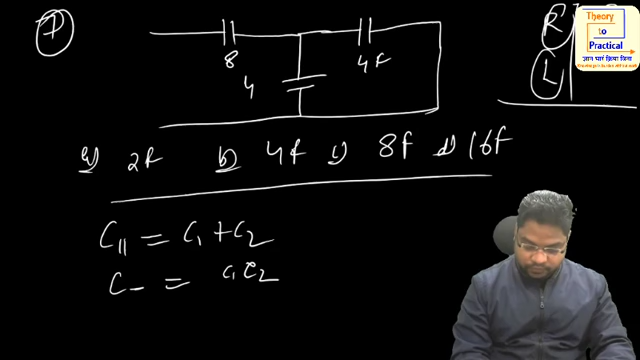 7
R
L
Theory
to
Practical
ज्ञान पारं क्रिया विना
8
4
4f
a) 2f b) 4f c) 8f d) 16f
C|| = C₁ + C₂
C– = C₁C₂